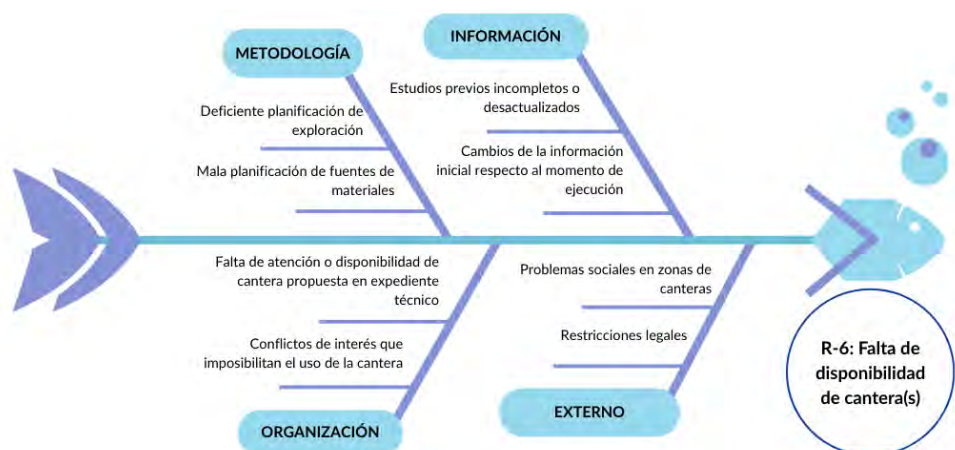 METODOLOGÍA
Deficiente planificación de
exploración
Mala planificación de fuentes de
materiales
INFORMACIÓN
Estudios previos incompletos o
desactualizados
Cambios de la información
inicial respecto al momento de
ejecución
Falta de atención o disponibilidad de
cantera propuesta en expediente
técnico
Conflictos de interés que
imposibilitan el uso de la cantera
ORGANIZACIÓN
Problemas sociales en zonas de
canteras
Restricciones legales
EXTERNO
R-6: Falta de
disponibilidad
de cantera(s)